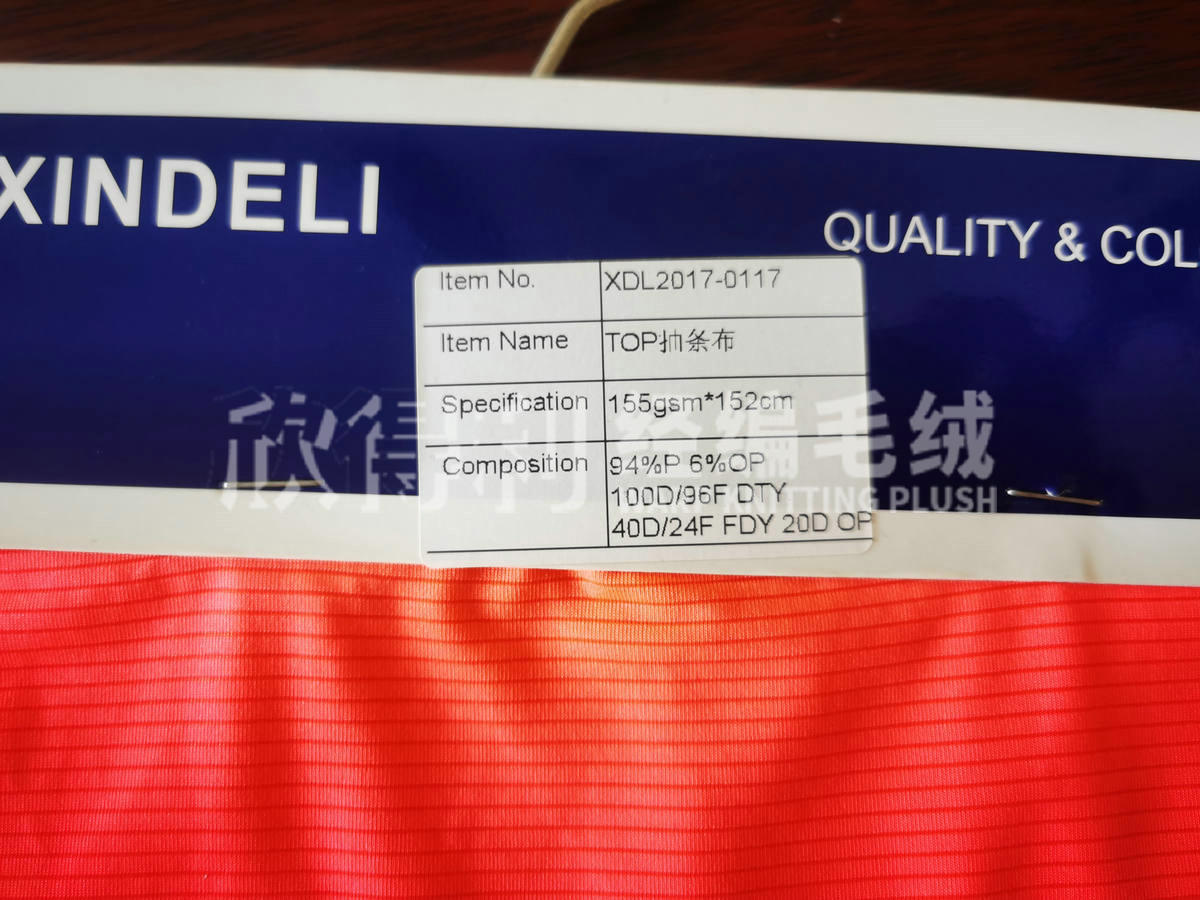 XINDELI
QUALITY & COL
Item No. XDL2017-0117
Item Name TOP抽条布
Specification 155gsm*152cm
Composition 94%P 6%OP
100D/96F DTY
40D/24F FDY 20D OP
欣得利 经编毛绒
WARP KNITTING PLUSH